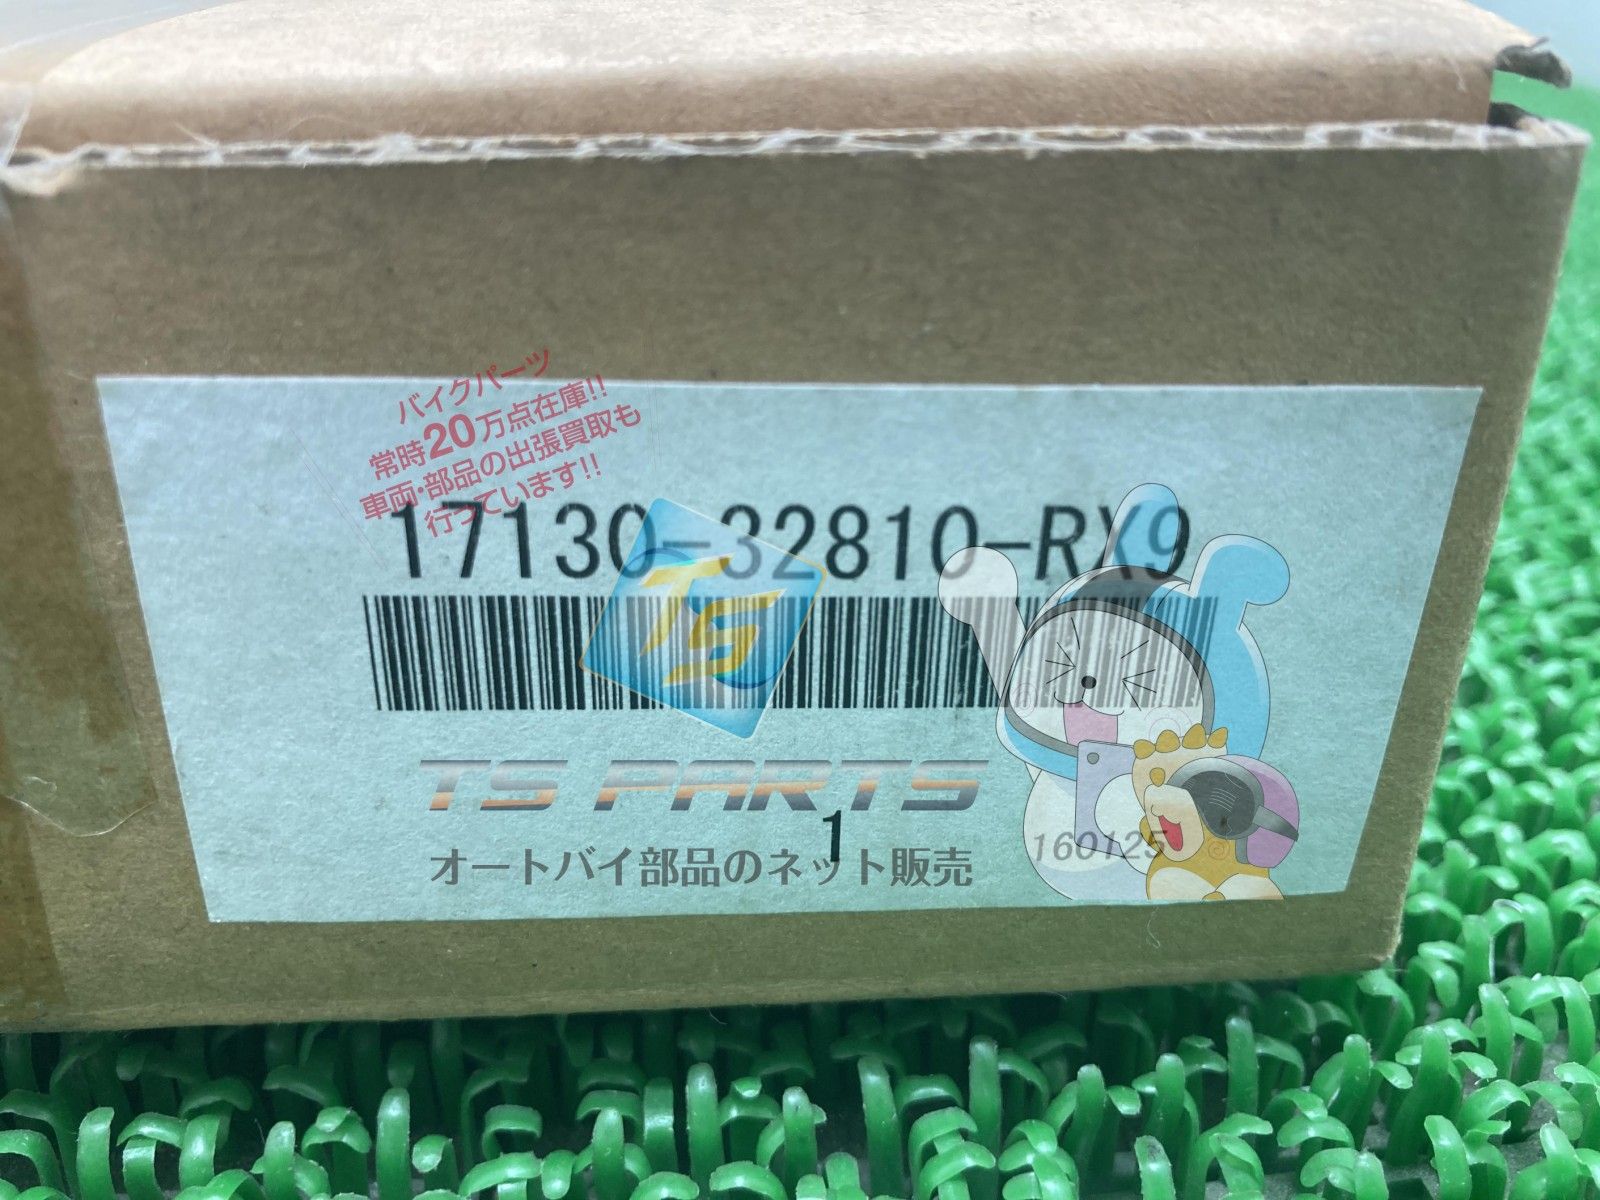 バイクパーツ
常時20万点在庫!!
車両・部品の出張買取も
行っています!!
17130-32810-RX9
TS
TS PARTS
1
オートバイ部品のネット販売
160125